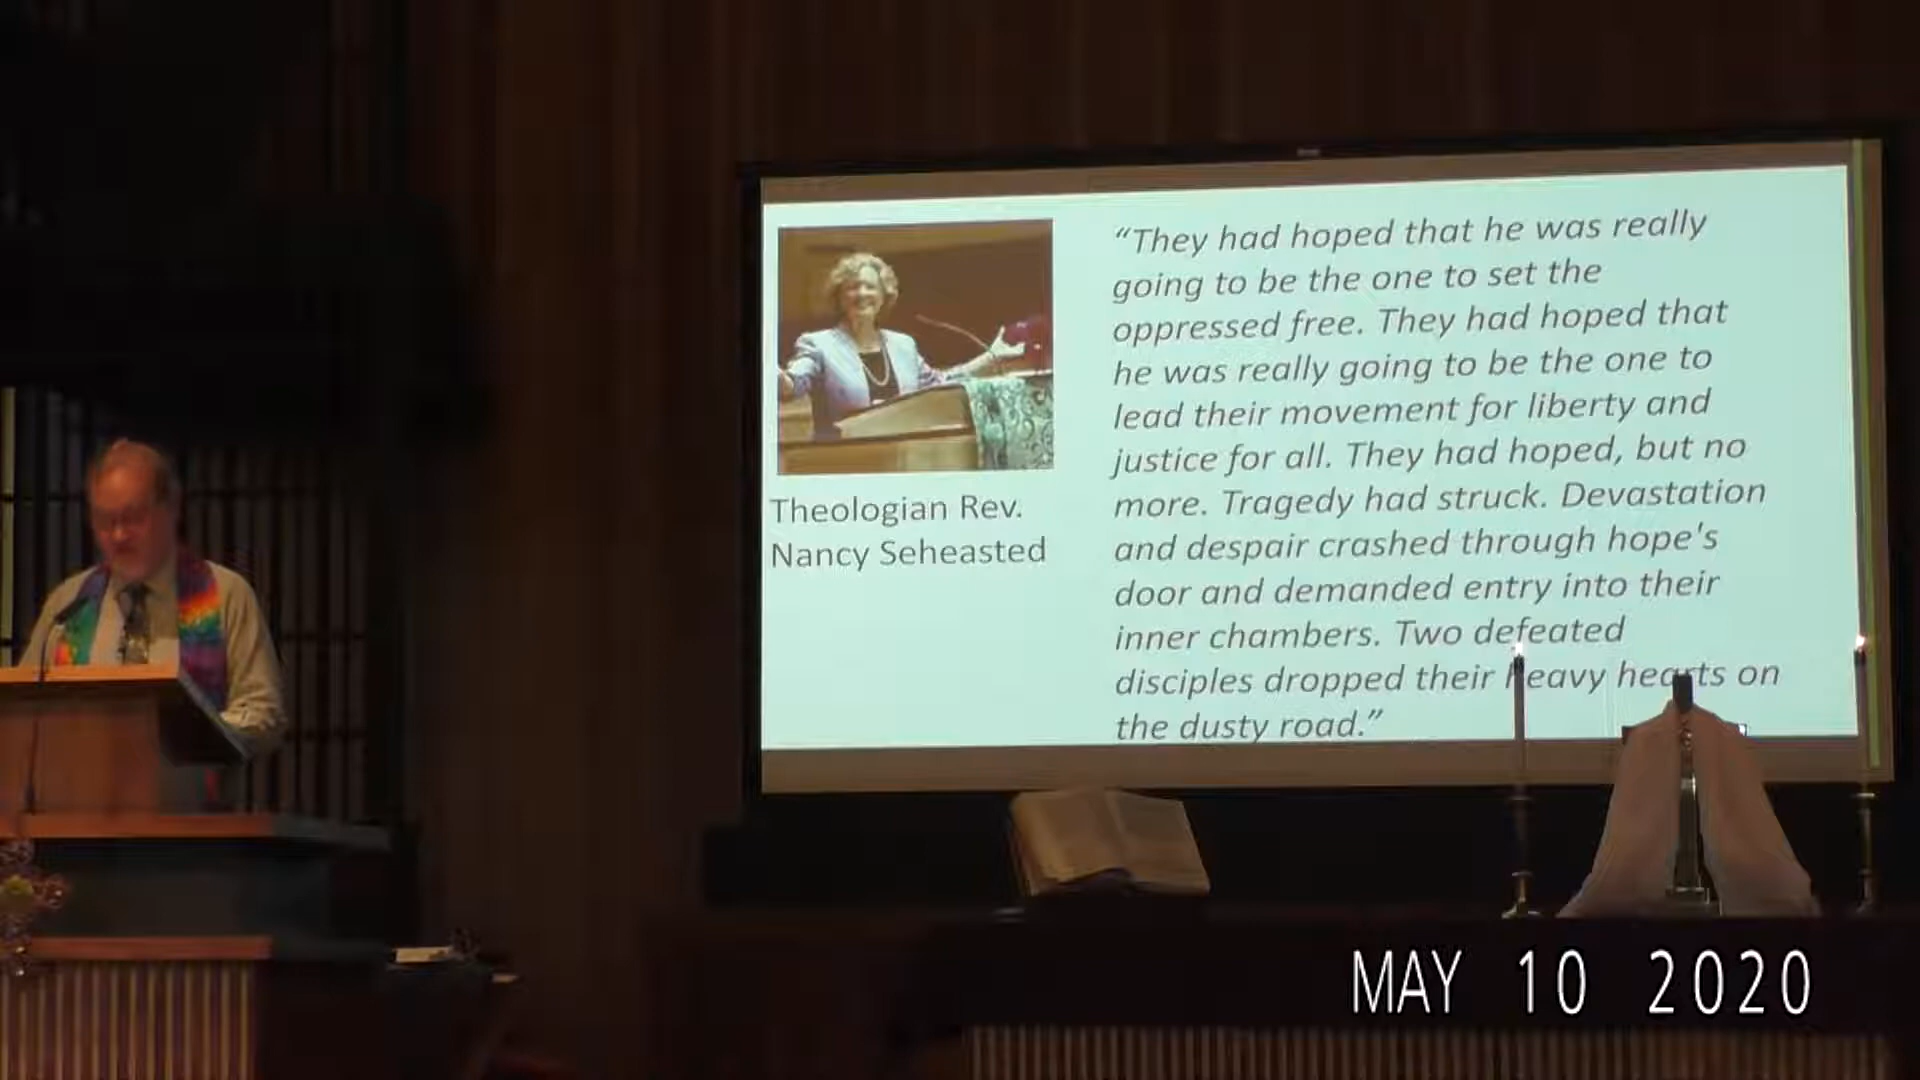 Theologian Rev.
Nancy Seheasted
“They had hoped that he was really
going to be the one to set the
oppressed free. They had hoped that
he was really going to be the one to
lead their movement for liberty and
justice for all. They had hoped, but no
more. Tragedy had struck. Devastation
and despair crashed through hope's
door and demanded entry into their
inner chambers. Two defeated
disciples dropped their heavy hearts on
the dusty road.”
MAY 10 2020